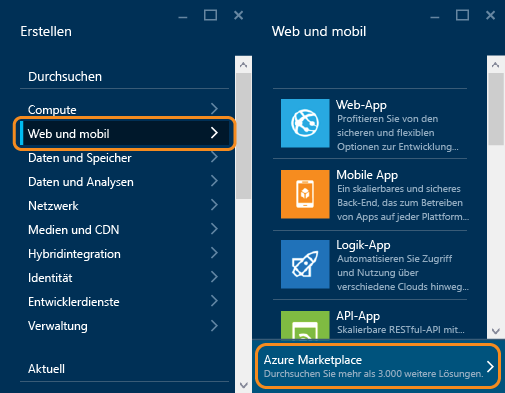 Erstellen
Durchsuchen
Compute
Web und mobil
Daten und Speicher
Daten und Analysen
Netzwerk
Medien und CDN
Hybridintegration
Identität
Entwicklerdienste
Verwaltung
Aktuell
Web und mobil
Web-App
Profitieren Sie von den
sicheren und flexiblen
Optionen zur Entwicklung...
Mobile App
Ein skalierbares und sicheres
Back-End, das zum Betreiben
von Apps auf jeder Plattform...
Logik-App
Automatisieren Sie Zugriff
und Nutzung über
verschiedene Clouds hinweg...
API-App
Skalierbare RESTful-API mit...
Azure Marketplace
Durchsuchen Sie mehr als 3.000 weitere Lösungen.